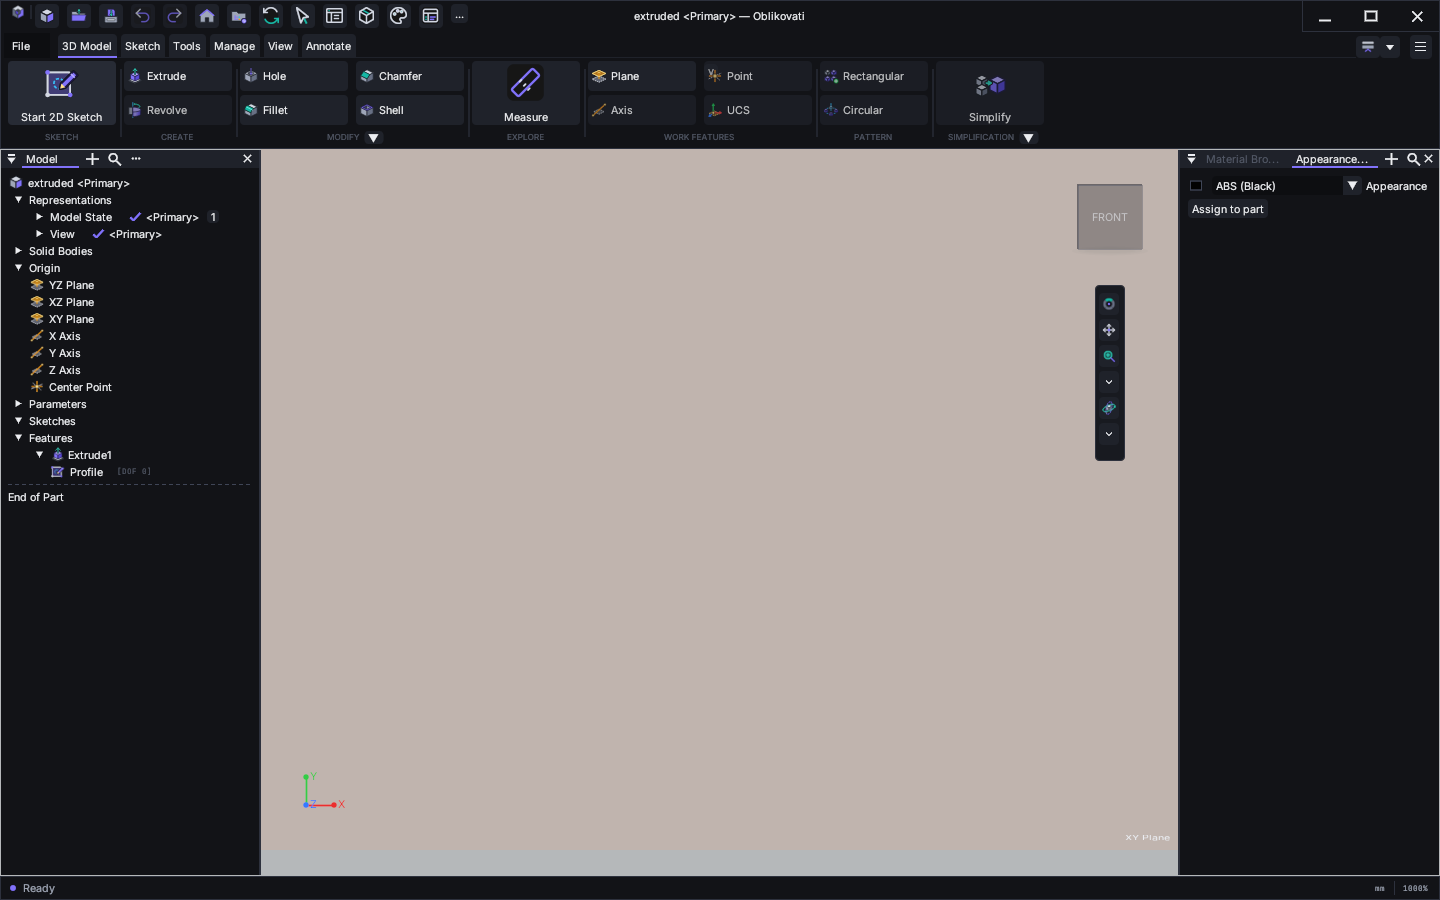 extruded <Primary> — Oblikovati
File
3D Model
Sketch
Tools
Manage
View
Annotate
Start 2D Sketch
Extrude
Revolve
Hole
Fillet
Chamfer
Shell
Measure
Plane
Axis
Point
UCS
Rectangular
Circular
Simplify
SKETCH
CREATE
MODIFY
EXPLORE
WORK FEATURES
PATTERN
SIMPLIFICATION
Model
extruded <Primary>
Representations
Model State <Primary> 1
View <Primary>
Solid Bodies
Origin
YZ Plane
XZ Plane
XY Plane
X Axis
Y Axis
Z Axis
Center Point
Parameters
Sketches
Features
Extrude1
Profile [DOF 0]
End of Part
FRONT
Y
Z
X
XY Plane
Material Bro...
Appearance...
ABS (Black)
Appearance
Assign to part
Ready
mm
1000%